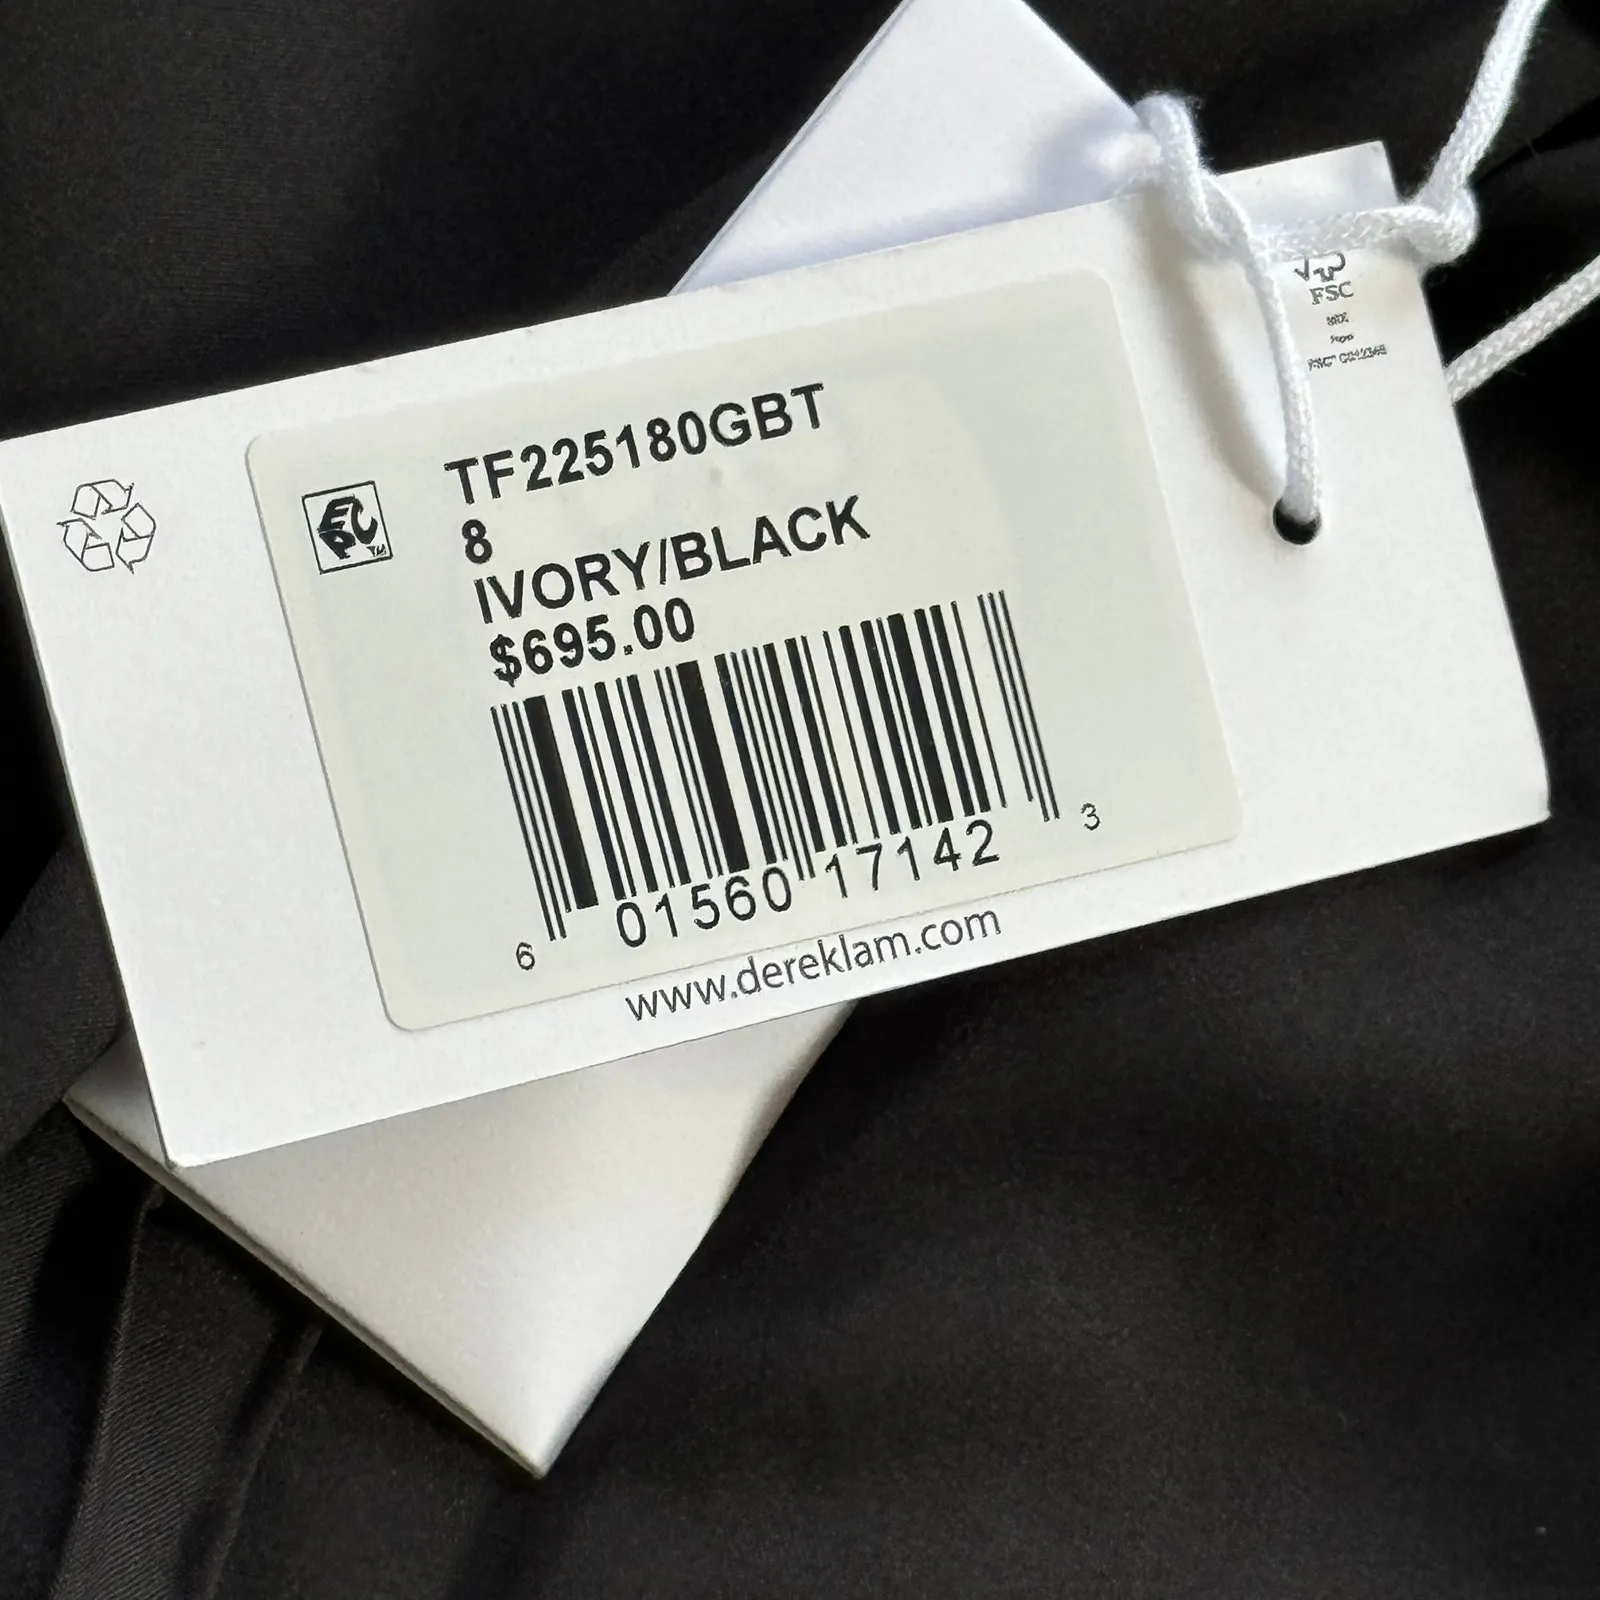 FSC
TF225180GBT
8
IVORY/BLACK
$695.00
6 01560 17142 3
www.dereklam.com